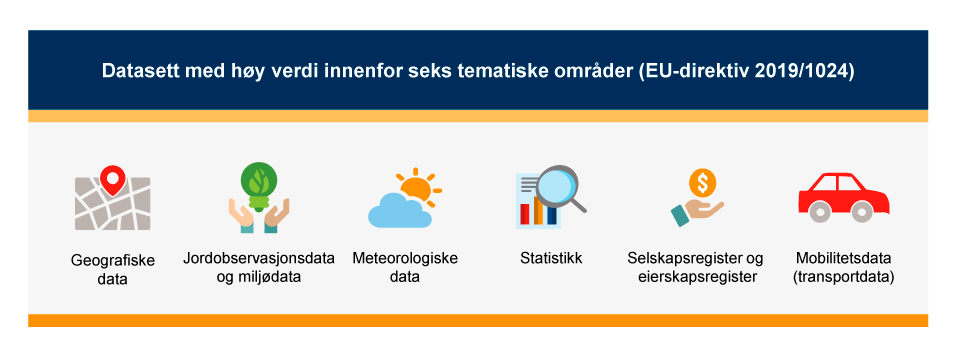 Datasett med høy verdi innenfor seks tematiske områder (EU-direktiv 2019/1024)
Geografiske
data
Jordobservasjonsdata
og miljødata
Meteorologiske
data
Statistikk
$
Selskapsregister og
eierskapsregister
Mobilitetsdata
(transportdata)